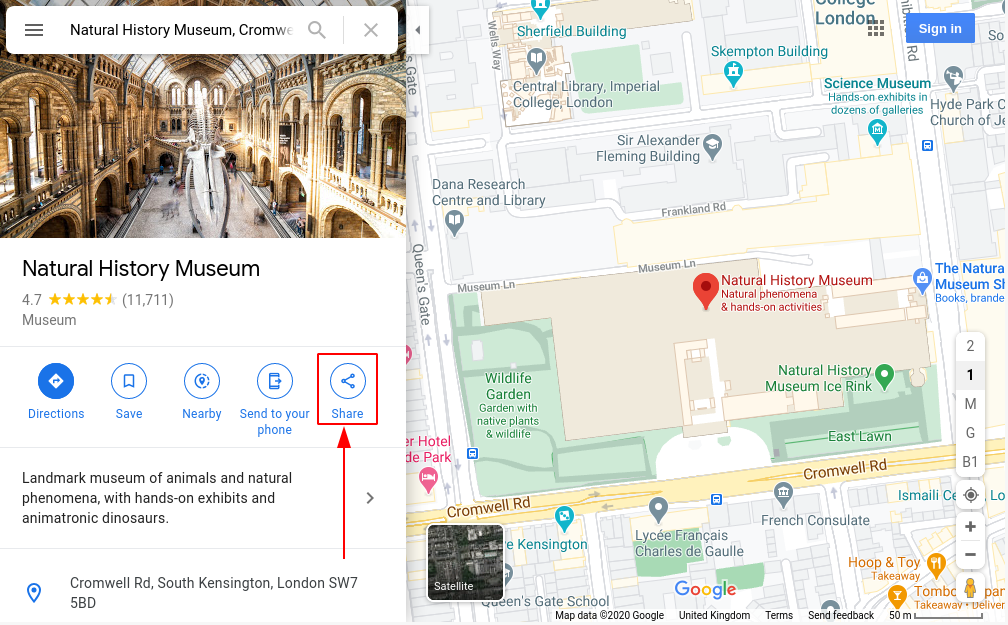 Natural History Museum, Cromwe
Natural History Museum
4.7
(11,711)
Museum
Directions
Save
Nearby
Send to your
phone
Share
Landmark museum of animals and natural
phenomena, with hands-on exhibits and
animatronic dinosaurs.
Cromwell Rd, South Kensington, London SW7
5BD
College
London
Sign in
Sherfield Building
Wells Way
Skempton Building
Central Library, Imperial
College, London
Science Museum
Hands-on exhibits in
dozens of galleries
Hyde Park C
Church of Je
Sir Alexander
Fleming Building
Dana Research
Centre and Library
Frankland Rd
Queen's Gate
Museum Ln
Museum Ln
Natural History Museum
Natural phenomena
& hands-on activities
The Natura
Museum Sh
Books, brande
2
1
M
G
B1
Wildlife
Garden
Garden with
native plants
& wildlife
Natural History
Museum Ice Rink
East Lawn
er Hotel
de Park
Cromwell Rd
Cromwell Rd
Ismaili Ce
Lo
French Consulate
Lycée Français
Charles de Gaulle
re Kensington
Hoop & Toy
Takeaway
Satellite
Queen's Gate School
Google
Tombo
pan
Takeaway • Deliver
Map data ©2020 Google
United Kingdom
Terms
Send feedback
50 m